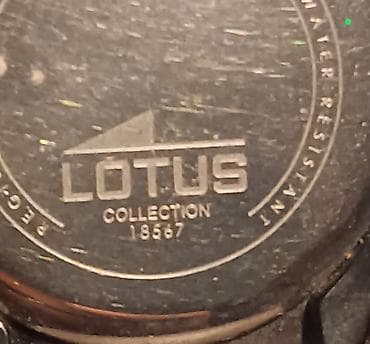 WATER RESISTANT
LOTUS
COLLECTION
18567